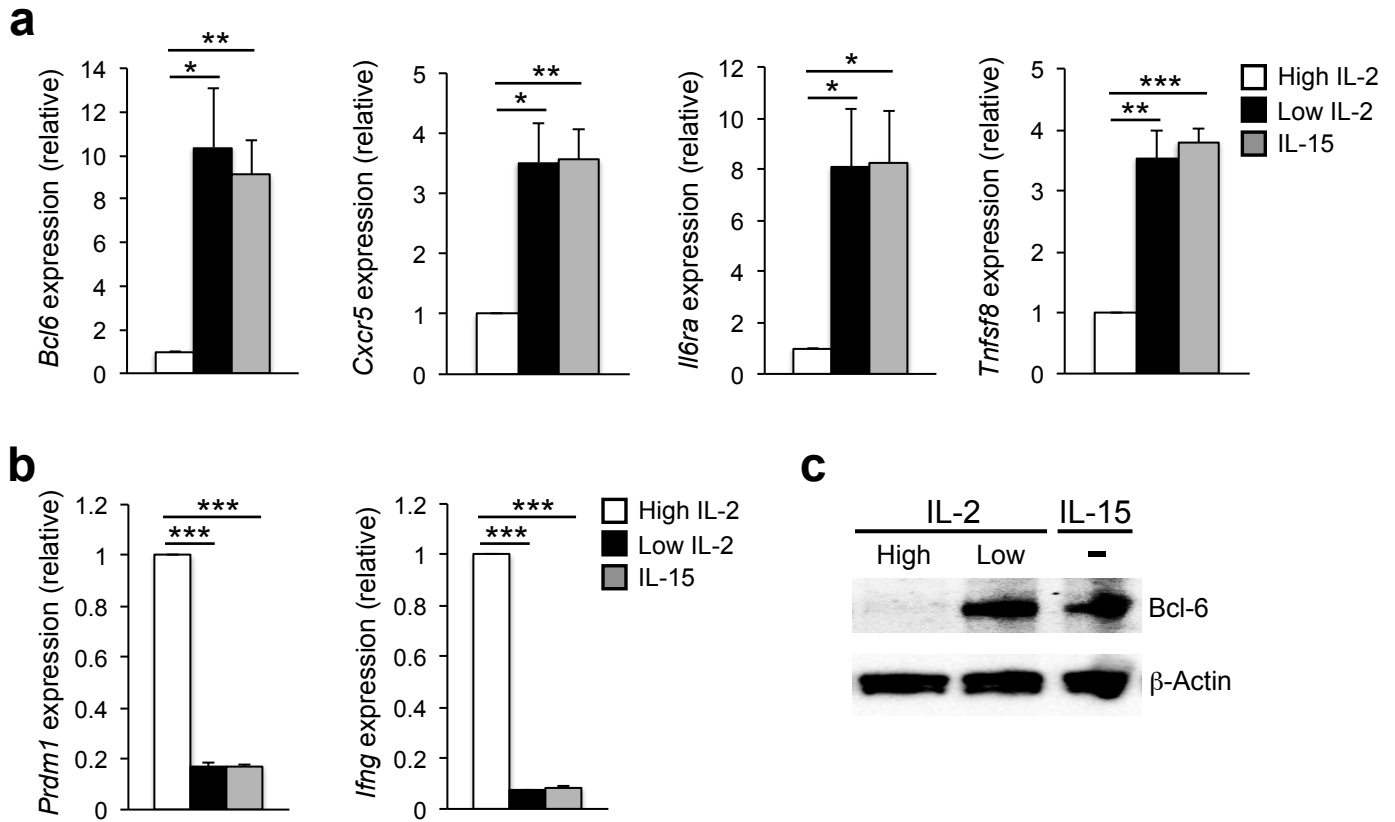 a
Bcl6 expression (relative)
14
12
10
8
6
4
2
0
*
**
Cxcr5 expression (relative)
5
4
3
2
1
0
*
**
Il6ra expression (relative)
12
10
8
6
4
2
0
*
*
Tnfsf8 expression (relative)
5
4
3
2
1
0
**
***
High IL-2
Low IL-2
IL-15
b
Prdm1 expression (relative)
1.2
1
0.8
0.6
0.4
0.2
0
***
***
Ifng expression (relative)
1.2
1
0.8
0.6
0.4
0.2
0
***
***
High IL-2
Low IL-2
IL-15
c
IL-2 IL-15
High Low –
Bcl-6
β-Actin